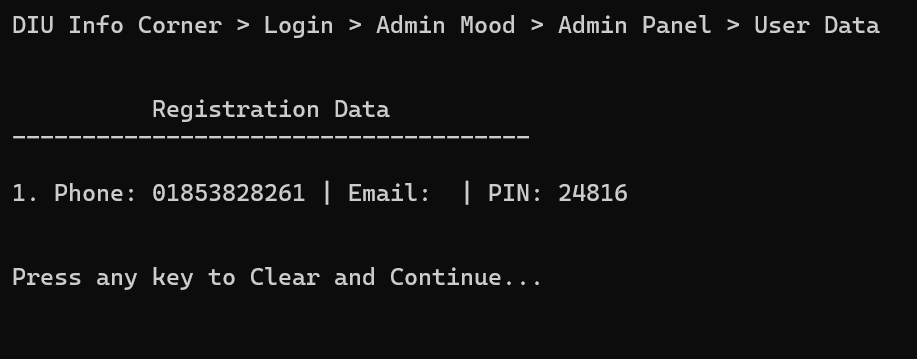 DIU Info Corner > Login > Admin Mood > Admin Panel > User Data
Registration Data
-------------------------------------
1. Phone: 01853828261 | Email:  | PIN: 24816
Press any key to Clear and Continue...